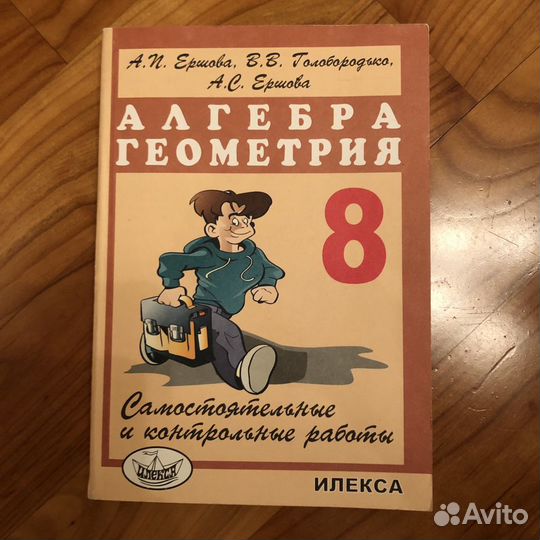 А.П. Ершова, В.В. Голобородько,
А.С. Ершова
АЛГЕБРА
ГЕОМЕТРИЯ
8
Самостоятельные
и контрольные работы
ИЛЕКСА
ИЛЕКСА
Avito